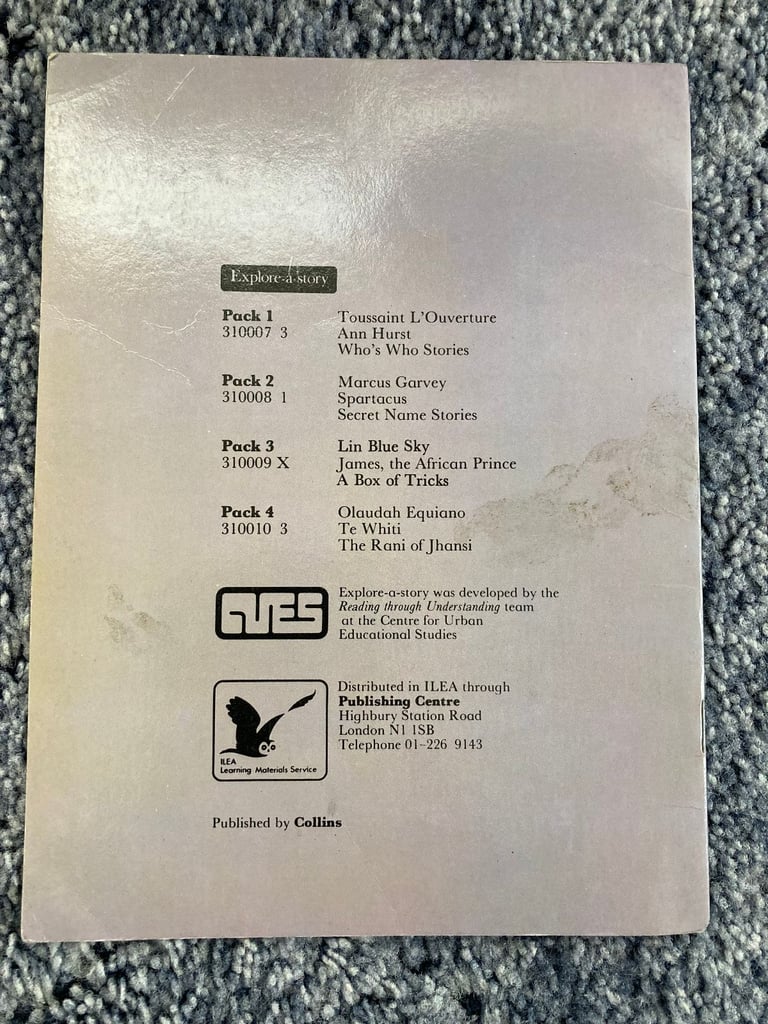 Explore-a-story
Pack 1 Toussaint L'Ouverture
310007 3 Ann Hurst
Who's Who Stories
Pack 2 Marcus Garvey
310008 1 Spartacus
Secret Name Stories
Pack 3 Lin Blue Sky
310009 X James, the African Prince
A Box of Tricks
Pack 4 Olaudah Equiano
310010 3 Te Whiti
The Rani of Jhansi
CUES
Explore-a-story was developed by the
Reading through Understanding team
at the Centre for Urban
Educational Studies
ILEA
Learning Materials Service
Distributed in ILEA through
Publishing Centre
Highbury Station Road
London N1 1SB
Telephone 01-226 9143
Published by Collins